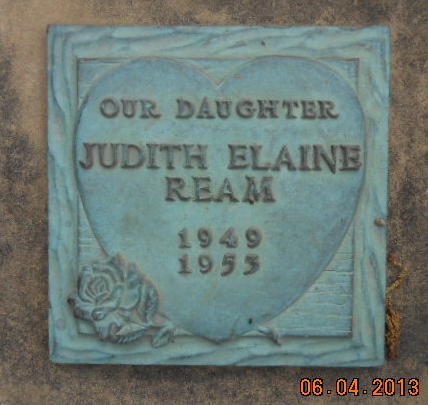 OUR DAUGHTER
JUDITH ELAINE
REAM
1949
1953
06.04.2013